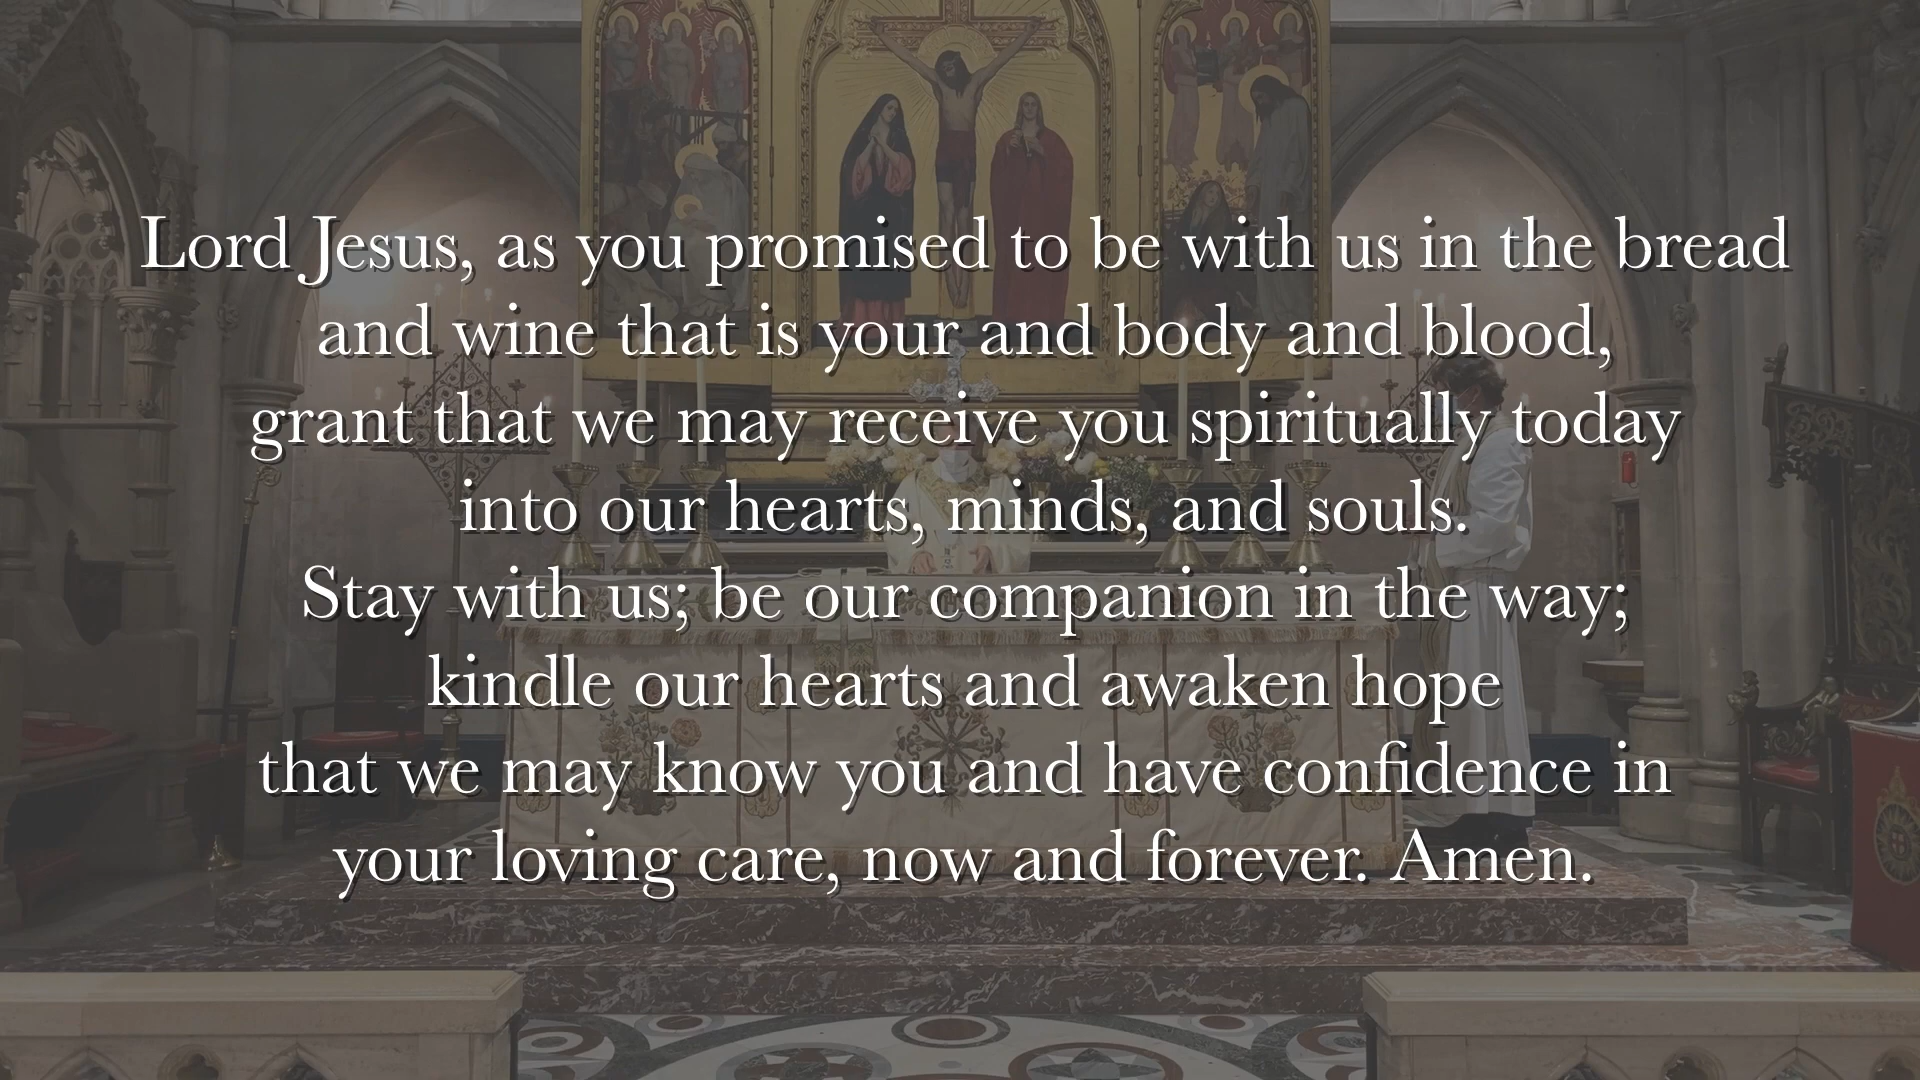 Lord Jesus, as you promised to be with us in the bread
and wine that is your and body and blood,
grant that we may receive you spiritually today
into our hearts, minds, and souls.
Stay with us; be our companion in the way;
kindle our hearts and awaken hope
that we may know you and have confidence in
your loving care, now and forever. Amen.